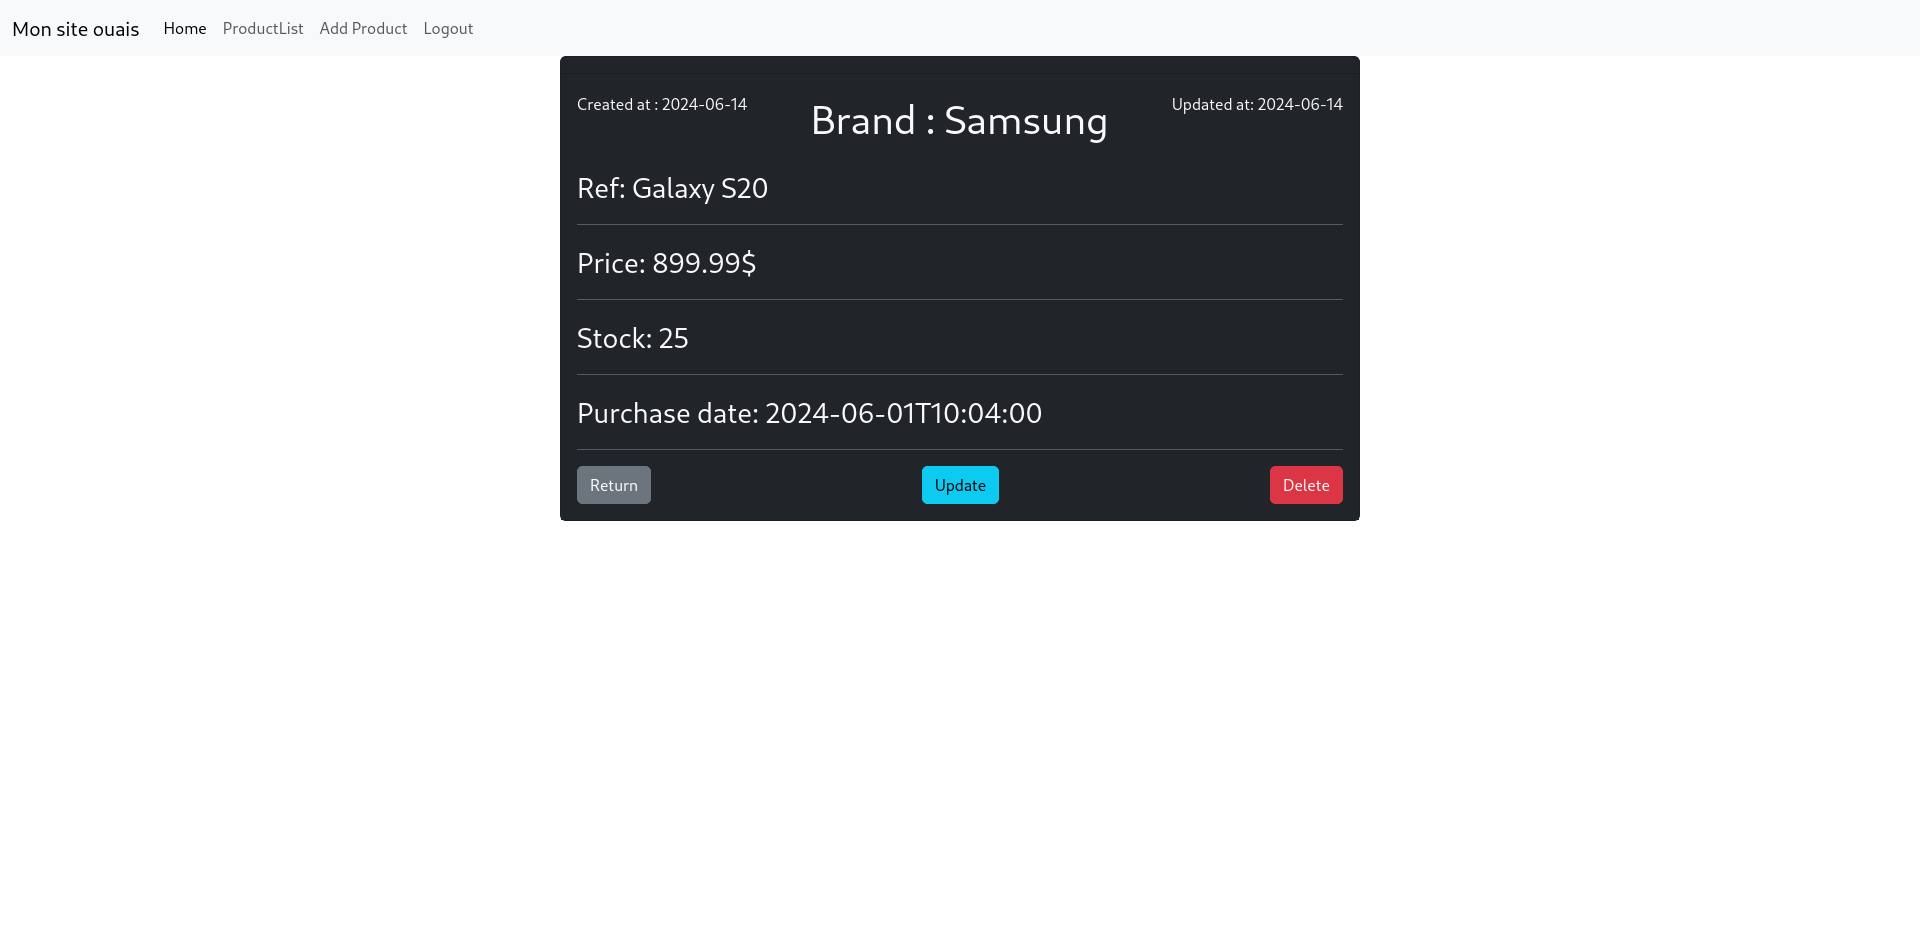 Mon site ouais Home ProductList Add Product Logout
Created at : 2024-06-14 Brand : Samsung Updated at: 2024-06-14
Ref: Galaxy S20
Price: 899.99$
Stock: 25
Purchase date: 2024-06-01T10:04:00
Return Update Delete